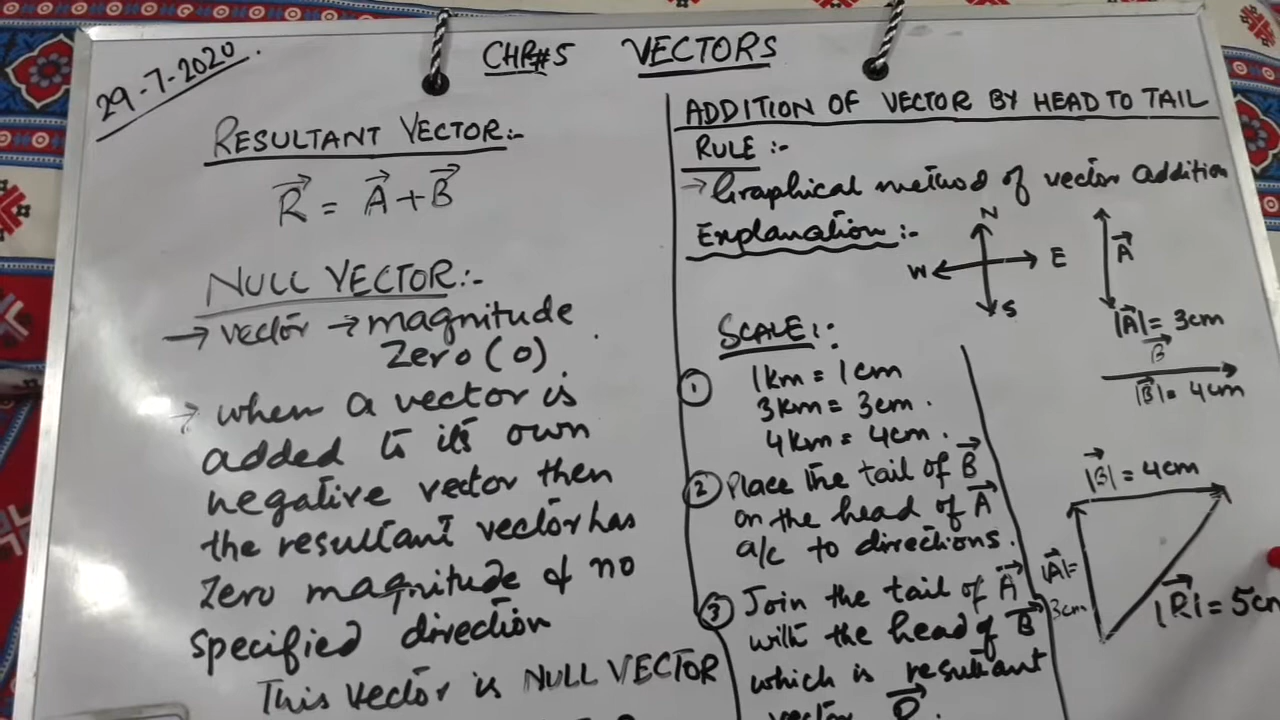 29-7-2020.
CHP#5 VECTORS
RESULTANT VECTOR:-
R⃗ = A⃗ + B⃗
NULL VECTOR:-
→ vector → magnitude
Zero (0)
→ when a vector is
added to its own
negative vector then
the resultant vector has
zero magnitude & no
specified direction
This vector is NULL VECTOR
ADDITION OF VECTOR BY HEAD TO TAIL
RULE :-
→ Graphical method of vector addition
Explanation :-
N
W E
S
A⃗
|A⃗| = 3cm
B⃗
|B⃗| = 4cm
SCALE :-
① 1km = 1cm
3km = 3cm.
4km = 4cm.
② Place the tail of B⃗
on the head of A⃗
a/c to directions.
③ Join the tail of A⃗
with the head of B⃗
which is resultant
vector R⃗.
|B⃗| = 4cm
|A⃗| =
3cm
|R⃗| = 5cm